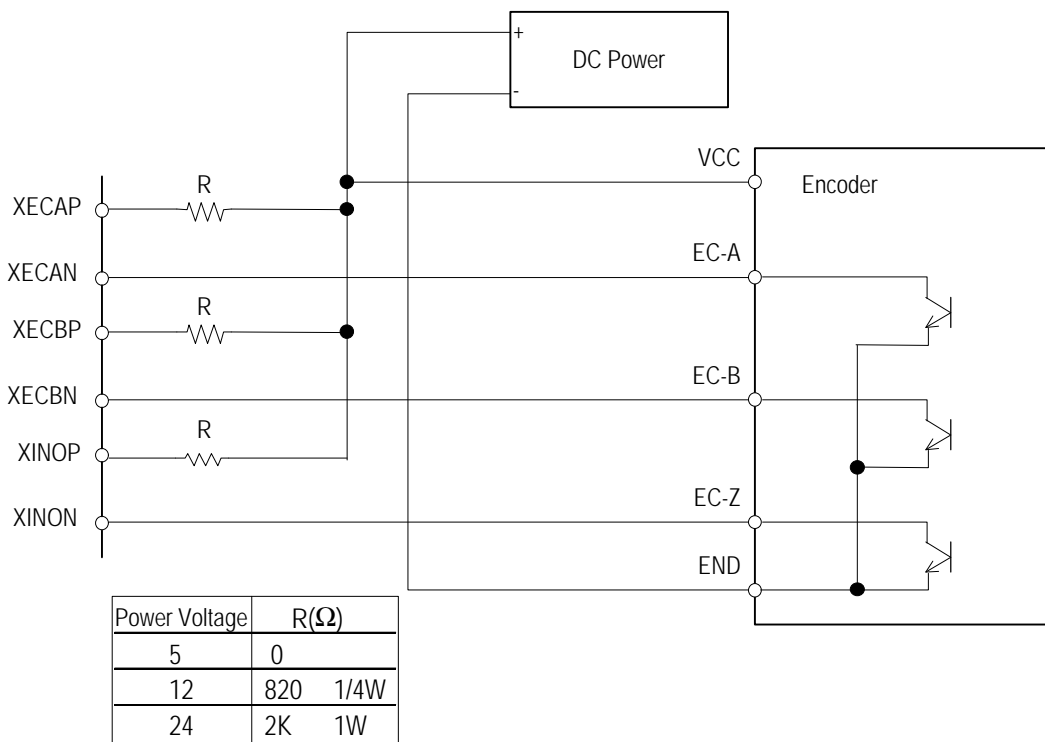 +
DC Power
-
VCC
Encoder
R
XECAP
EC-A
XECAN
R
XECBP
EC-B
XECBN
R
XINOP
EC-Z
XINON
END
Power Voltage R(Ω)
5 0
12 820 1/4W
24 2K 1W